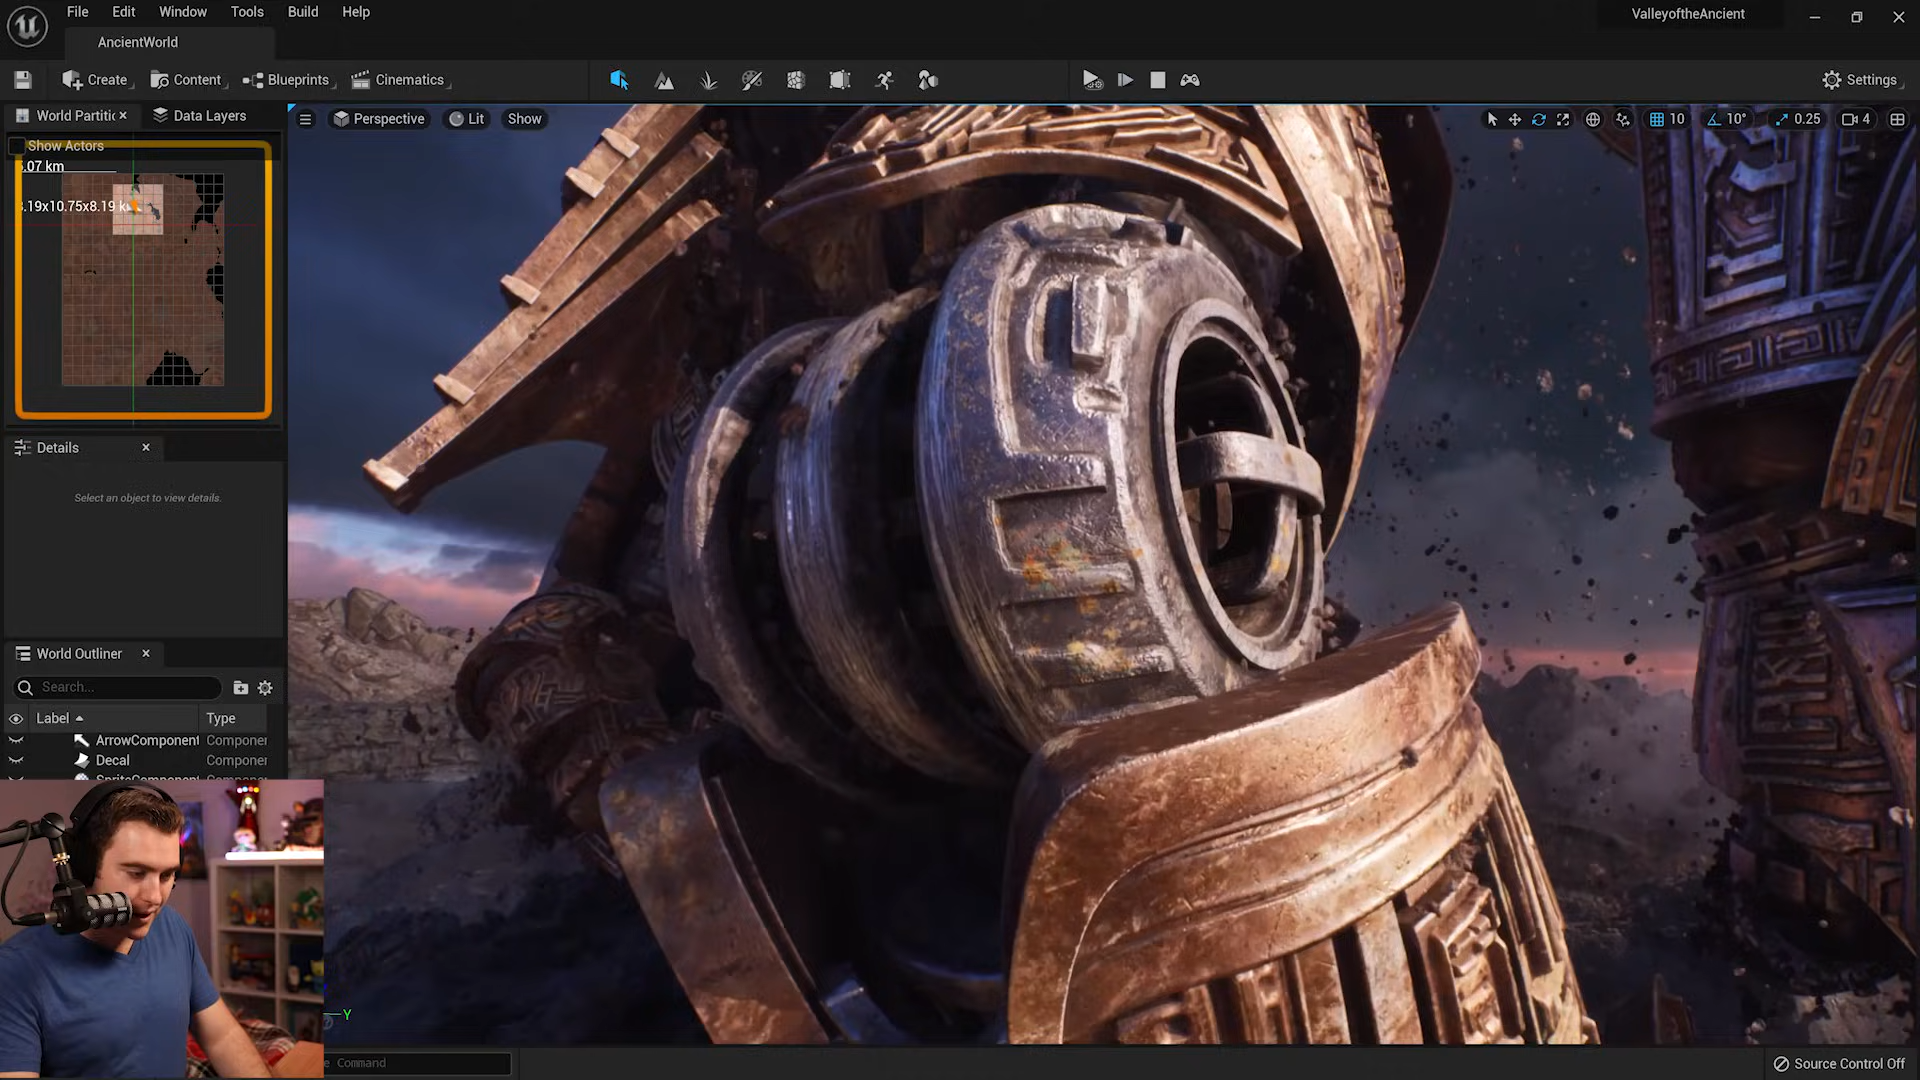 File Edit Window Tools Build Help
ValleyoftheAncient
AncientWorld
Create Content Blueprints Cinematics
Settings
World Partitic
Data Layers
Perspective Lit Show
10 10° 0.25 4
Show Actors
.07 km
.19x10.75x8.19 k
Details
Select an object to view details.
World Outliner
Search...
Label Type
ArrowComponent Componer
Decal Componer
SpriteComponent
Y
Command
Source Control Off